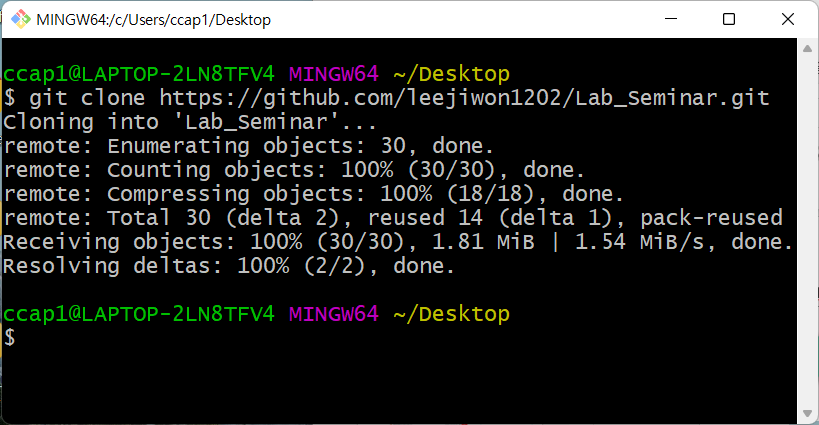 MINGW64:/c/Users/ccap1/Desktop
ccap1@LAPTOP-2LN8TFV4 MINGW64 ~/Desktop
$ git clone https://github.com/leejiwon1202/Lab_Seminar.git
Cloning into 'Lab_Seminar'...
remote: Enumerating objects: 30, done.
remote: Counting objects: 100% (30/30), done.
remote: Compressing objects: 100% (18/18), done.
remote: Total 30 (delta 2), reused 14 (delta 1), pack-reused
Receiving objects: 100% (30/30), 1.81 MiB | 1.54 MiB/s, done.
Resolving deltas: 100% (2/2), done.
ccap1@LAPTOP-2LN8TFV4 MINGW64 ~/Desktop
$